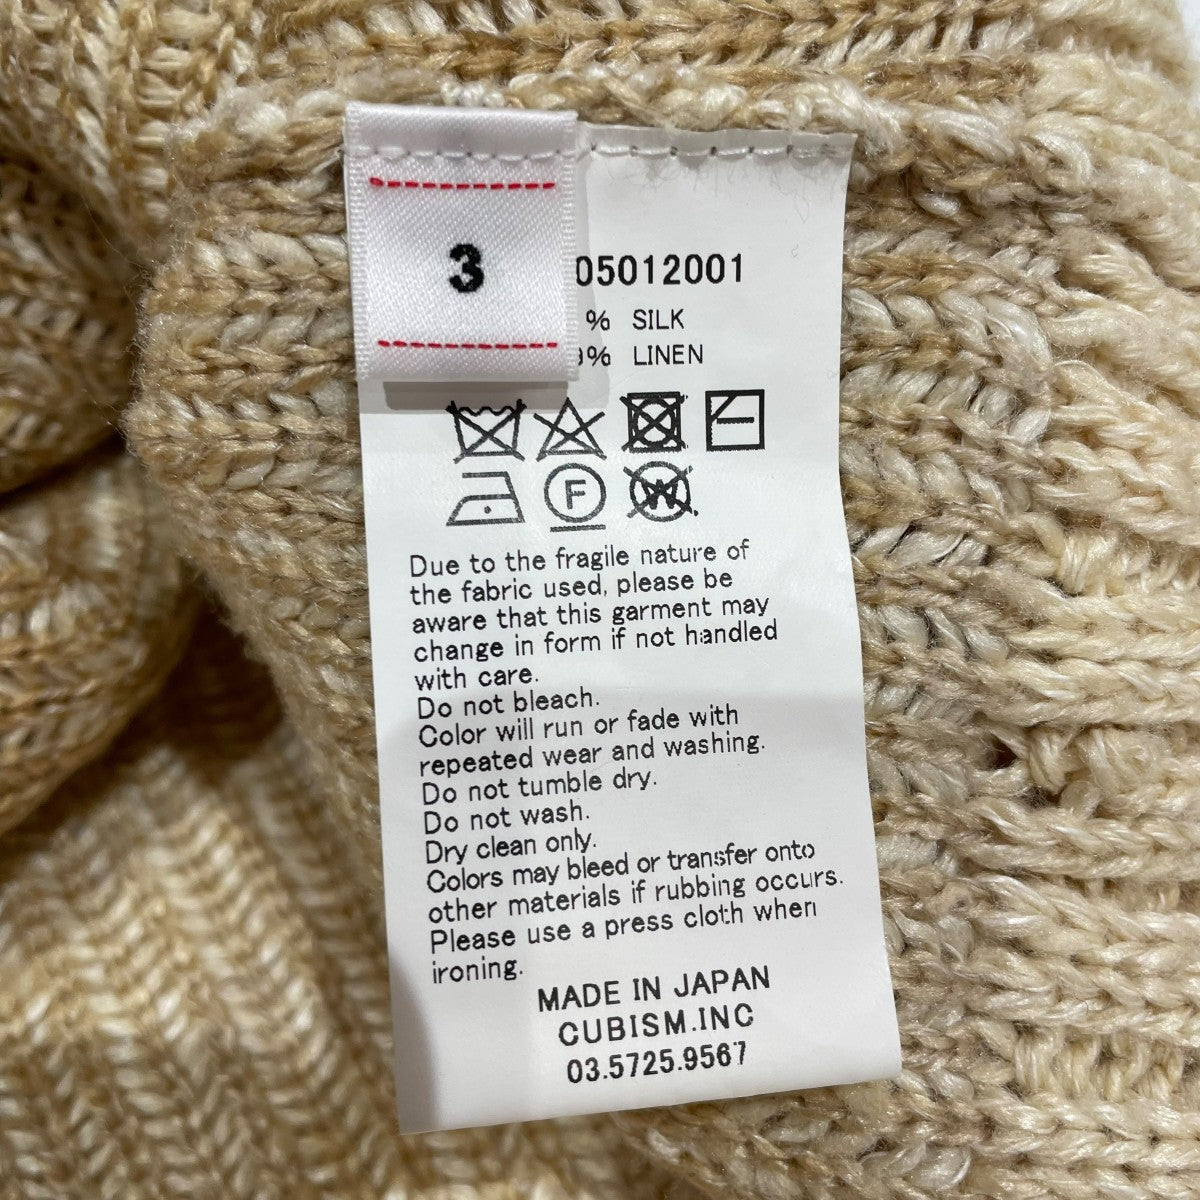 3
05012001
% SILK
9% LINEN
F
W
Due to the fragile nature of
the fabric used, please be
aware that this garment may
change in form if not handled
with care.
Do not bleach.
Color will run or fade with
repeated wear and washing.
Do not tumble dry.
Do not wash.
Dry clean only.
Colors may bleed or transfer onto
other materials if rubbing occurs.
Please use a press cloth when
ironing.
MADE IN JAPAN
CUBISM.INC
03.5725.9567